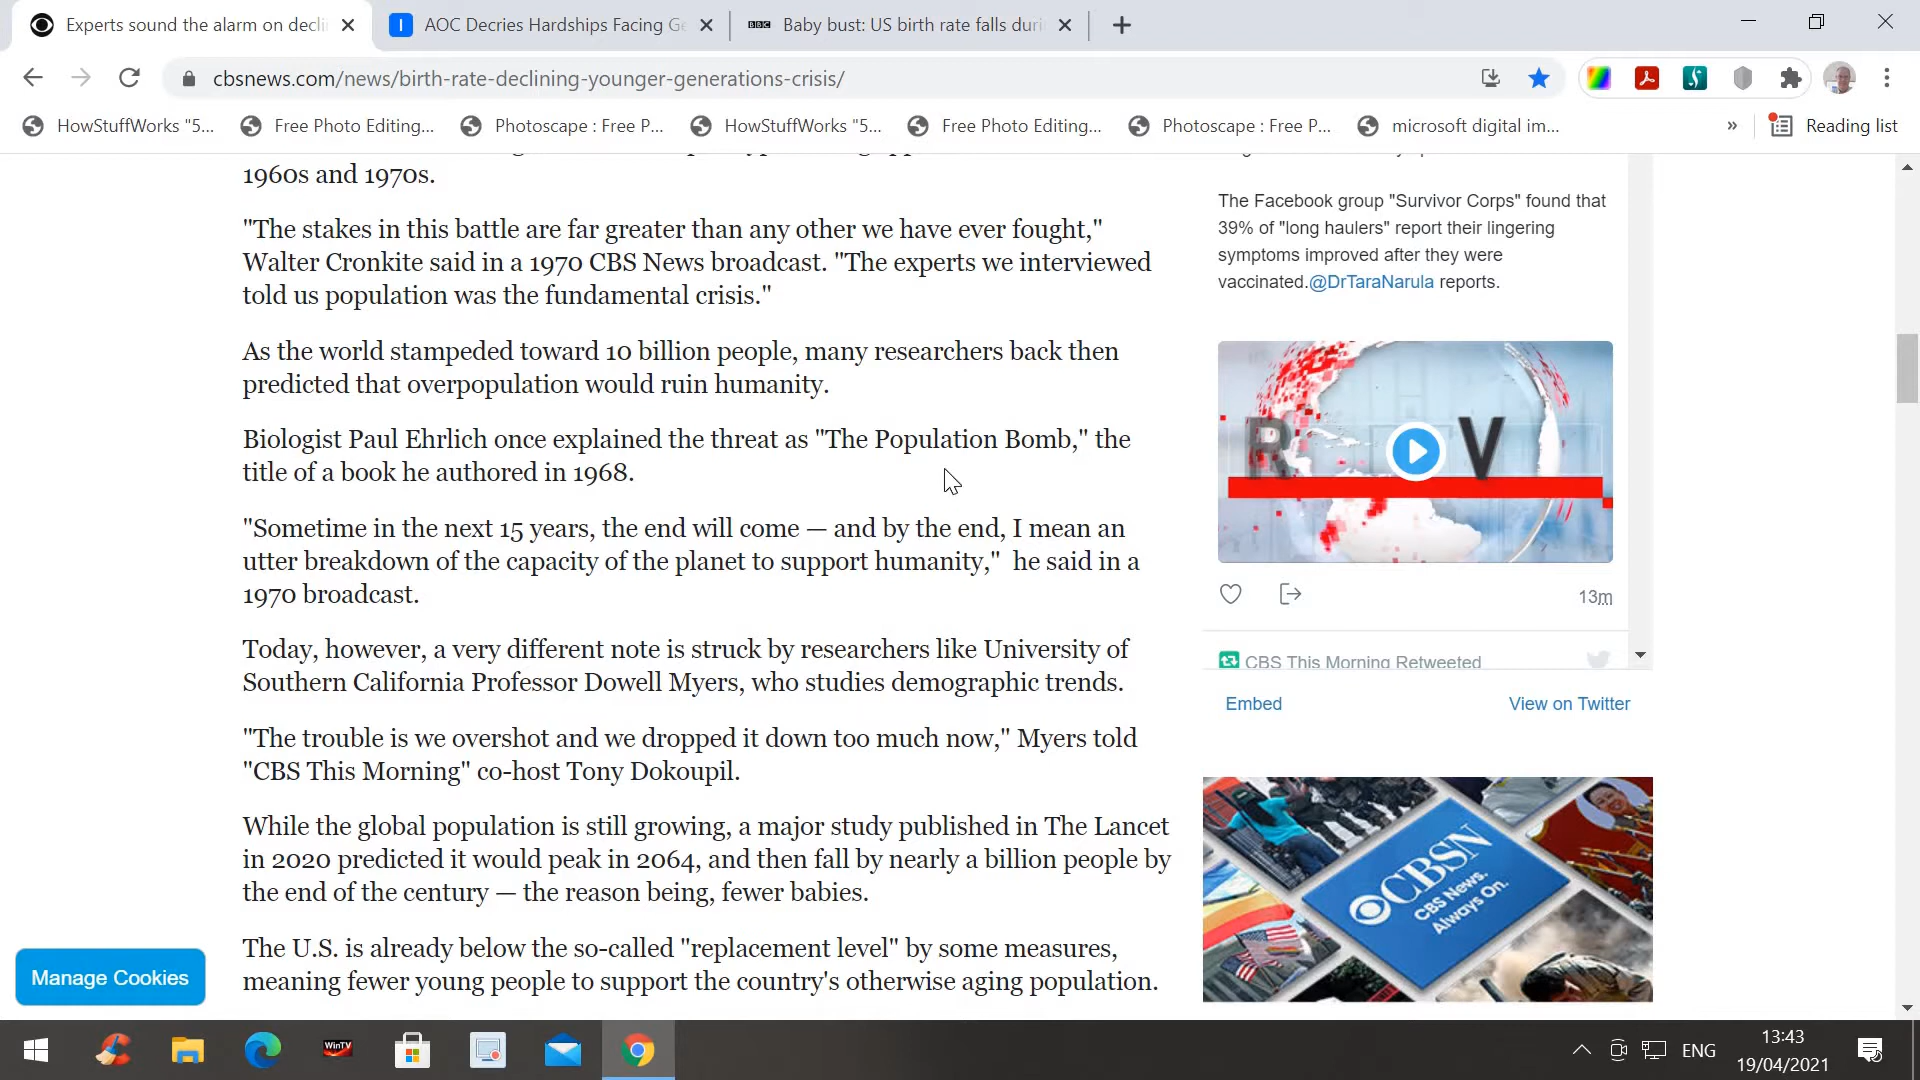 Experts sound the alarm on decli
AOC Decries Hardships Facing Ge
BBC
Baby bust: US birth rate falls duri
cbsnews.com/news/birth-rate-declining-younger-generations-crisis/
HowStuffWorks "5...
Free Photo Editing...
Photoscape : Free P...
HowStuffWorks "5...
Free Photo Editing...
Photoscape : Free P...
microsoft digital im...
»
Reading list
1960s and 1970s.
"The stakes in this battle are far greater than any other we have ever fought,"
Walter Cronkite said in a 1970 CBS News broadcast. "The experts we interviewed
told us population was the fundamental crisis."
As the world stampeded toward 10 billion people, many researchers back then
predicted that overpopulation would ruin humanity.
Biologist Paul Ehrlich once explained the threat as "The Population Bomb," the
title of a book he authored in 1968.
"Sometime in the next 15 years, the end will come — and by the end, I mean an
utter breakdown of the capacity of the planet to support humanity,"  he said in a
1970 broadcast.
Today, however, a very different note is struck by researchers like University of
Southern California Professor Dowell Myers, who studies demographic trends.
"The trouble is we overshot and we dropped it down too much now," Myers told
"CBS This Morning" co-host Tony Dokoupil.
While the global population is still growing, a major study published in The Lancet
in 2020 predicted it would peak in 2064, and then fall by nearly a billion people by
the end of the century — the reason being, fewer babies.
The U.S. is already below the so-called "replacement level" by some measures,
meaning fewer young people to support the country's otherwise aging population.
The Facebook group "Survivor Corps" found that
39% of "long haulers" report their lingering
symptoms improved after they were
vaccinated.@DrTaraNarula reports.
R V
13m
CBS This Morning Retweeted
Embed
View on Twitter
CBSN
CBS News.
Always On.
Manage Cookies
WinTV
ENG
13:43
19/04/2021